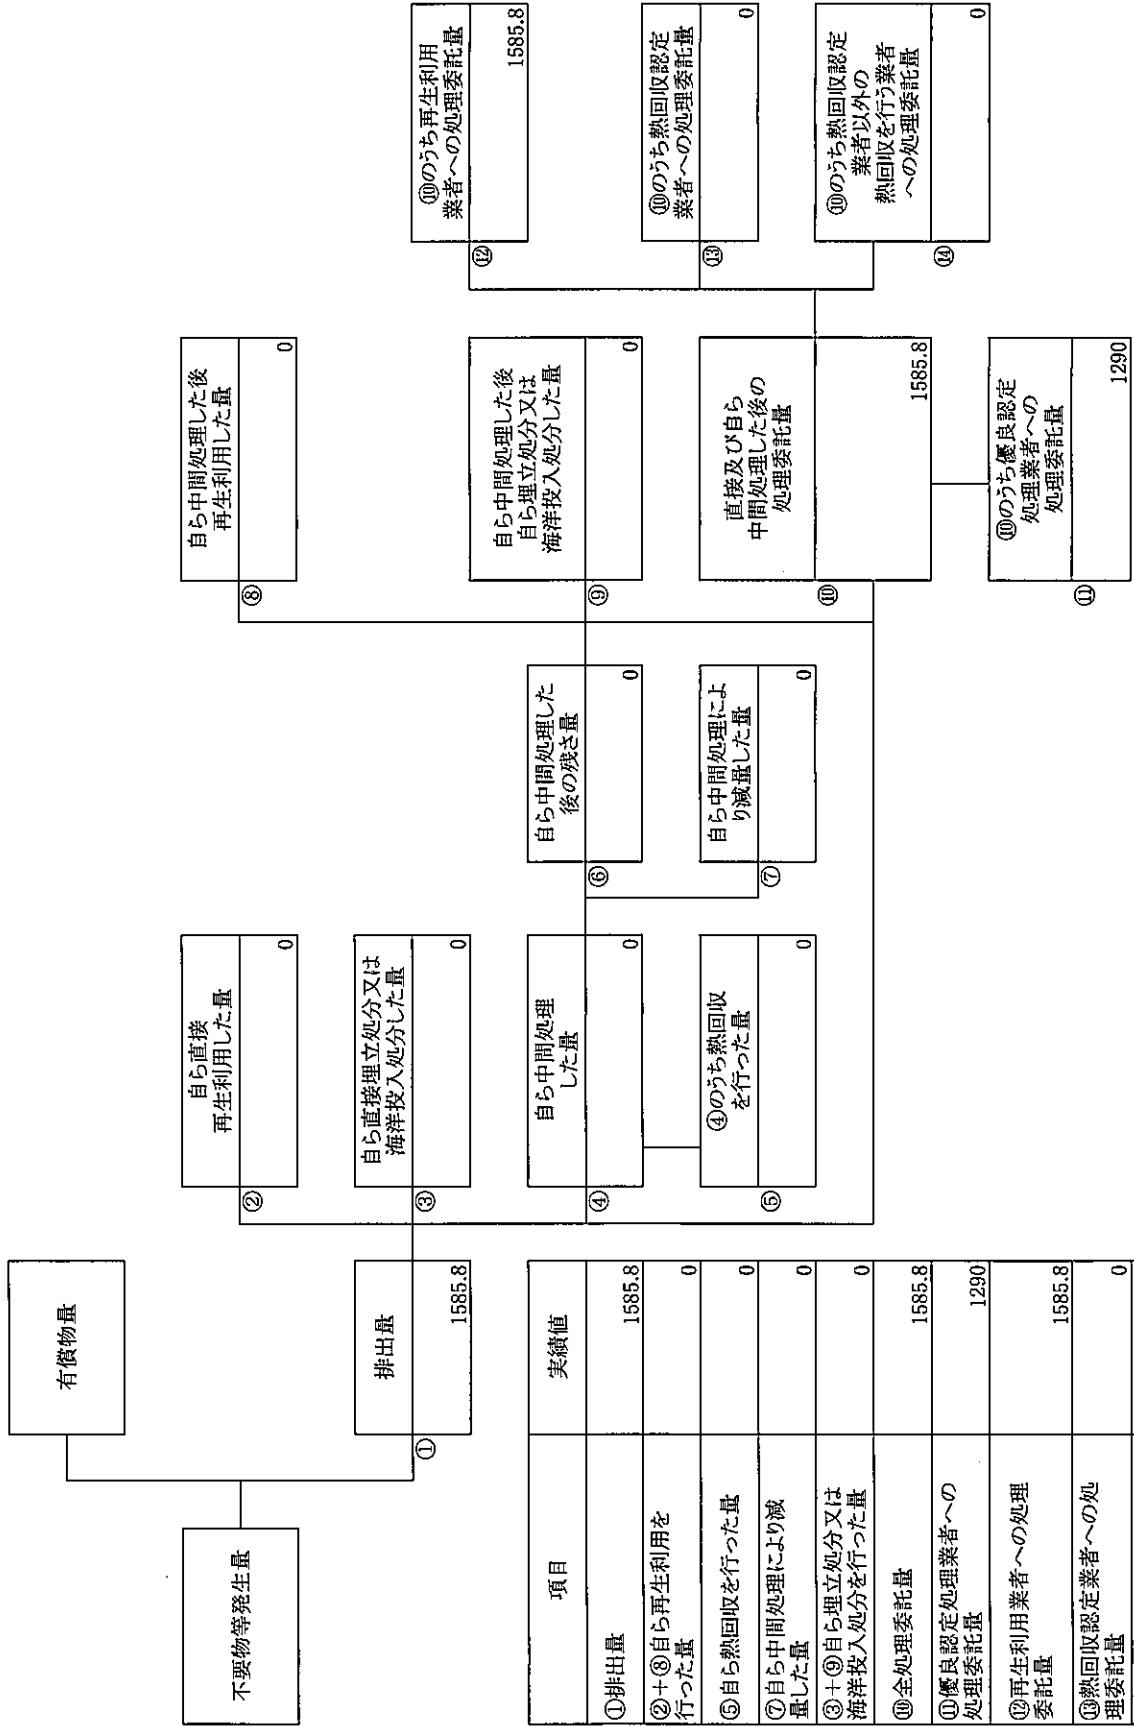 不要物等発生量
有償物量
①
排出量
1585.8
②
自ら直接
再生利用した量
0
③
自ら直接埋立処分又は
海洋投入処分した量
0
④
自ら中間処理
した量
0
⑤
④のうち熱回収
を行った量
0
⑥
自ら中間処理した
後の残さ量
0
⑦
自ら中間処理によ
り減量した量
0
⑧
自ら中間処理した後
再生利用した量
0
⑨
自ら中間処理した後
自ら埋立処分又は
海洋投入処分した量
0
⑩
直接及び自ら
中間処理した後の
処理委託量
1585.8
⑪
⑩のうち優良認定
処理業者への
処理委託量
1290
⑫
⑩のうち再生利用
業者への処理委託量
1585.8
⑬
⑩のうち熱回収認定
業者への処理委託量
0
⑭
⑩のうち熱回収認定
業者以外の
熱回収を行う業者
への処理委託量
0
項目 実績値
①排出量 1585.8
②+⑧自ら再生利用を
行った量 0
⑤自ら熱回収を行った量 0
⑦自ら中間処理により減
量した量 0
③+⑨自ら埋立処分又は
海洋投入処分を行った量 0
⑩全処理委託量 1585.8
⑪優良認定処理業者への
処理委託量 1290
⑫再生利用業者への処理
委託量 1585.8
⑬熱回収認定業者への処
理委託量 0